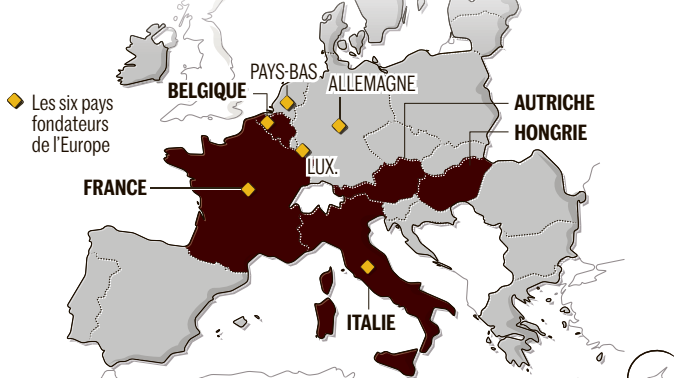 Les six pays
fondateurs
de l'Europe
PAYS-BAS
ALLEMAGNE
BELGIQUE
AUTRICHE
HONGRIE
LUX.
FRANCE
ITALIE